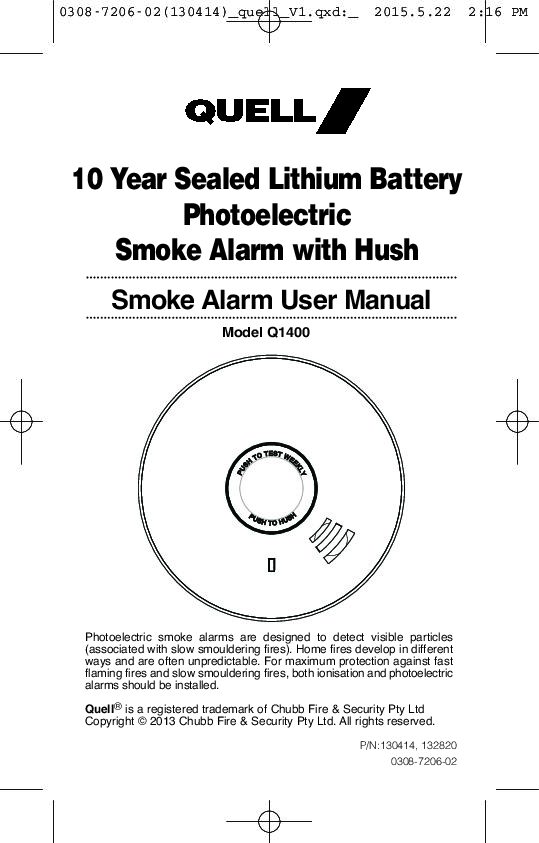 0308-7206-02(130414)_quell_V1.qxd:_ 2015.5.22 2:16 PM
QUELL
10 Year Sealed Lithium Battery
Photoelectric
Smoke Alarm with Hush
Smoke Alarm User Manual
Model Q1400
PUSH TO TEST WEEKLY
PUSH TO HUSH
Photoelectric smoke alarms are designed to detect visible particles
(associated with slow smouldering fires). Home fires develop in different
ways and are often unpredictable. For maximum protection against fast
flaming fires and slow smouldering fires, both ionisation and photoelectric
alarms should be installed.
Quell® is a registered trademark of Chubb Fire & Security Pty Ltd
Copyright © 2013 Chubb Fire & Security Pty Ltd. All rights reserved.
P/N:130414, 132820
0308-7206-02